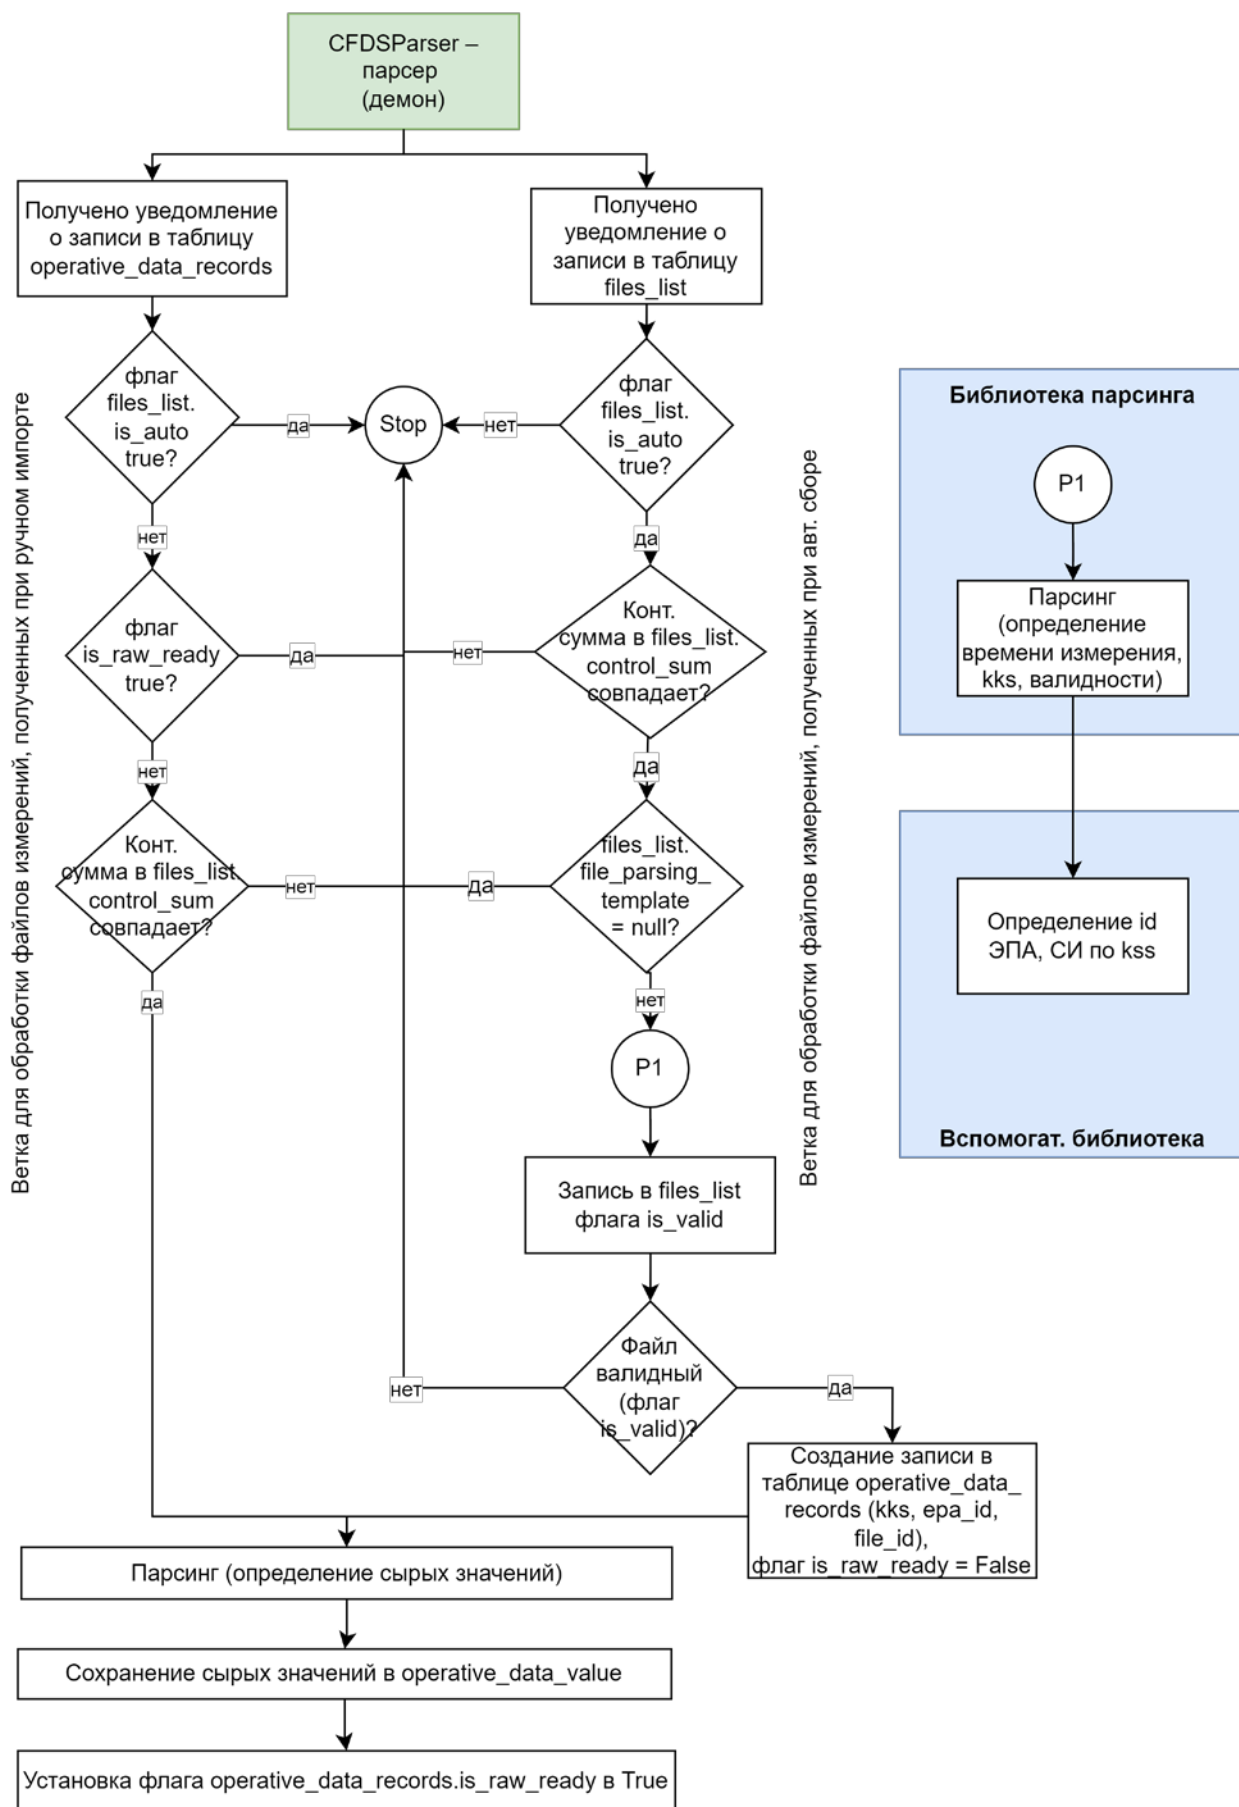 CFDSParser –
парсер
(демон)
Получено уведомление
о записи в таблицу
operative_data_records
Получено
уведомление о
записи в таблицу
files_list
флаг
files_list.
is_auto
true?
да
Stop
нет
флаг
files_list.
is_auto
true?
нет
да
флаг
is_raw_ready
true?
да
нет
Конт.
сумма в files_list.
control_sum
совпадает?
нет
да
Конт.
сумма в files_list.
control_sum
совпадает?
нет
да
files_list.
file_parsing_
template
= null?
да
нет
P1
Запись в files_list
флага is_valid
Файл
валидный
(флаг
is_valid)?
нет
да
Создание записи в
таблице operative_data_
records (kks, epa_id,
file_id),
флаг is_raw_ready = False
Парсинг (определение сырых значений)
Сохранение сырых значений в operative_data_value
Установка флага operative_data_records.is_raw_ready в True
Ветка для обработки файлов измерений, полученных при ручном импорте
Ветка для обработки файлов измерений, полученных при авт. сборе
Библиотека парсинга
P1
Парсинг
(определение
времени измерения,
kks, валидности)
Определение id
ЭПА, СИ по kss
Вспомогат. библиотека